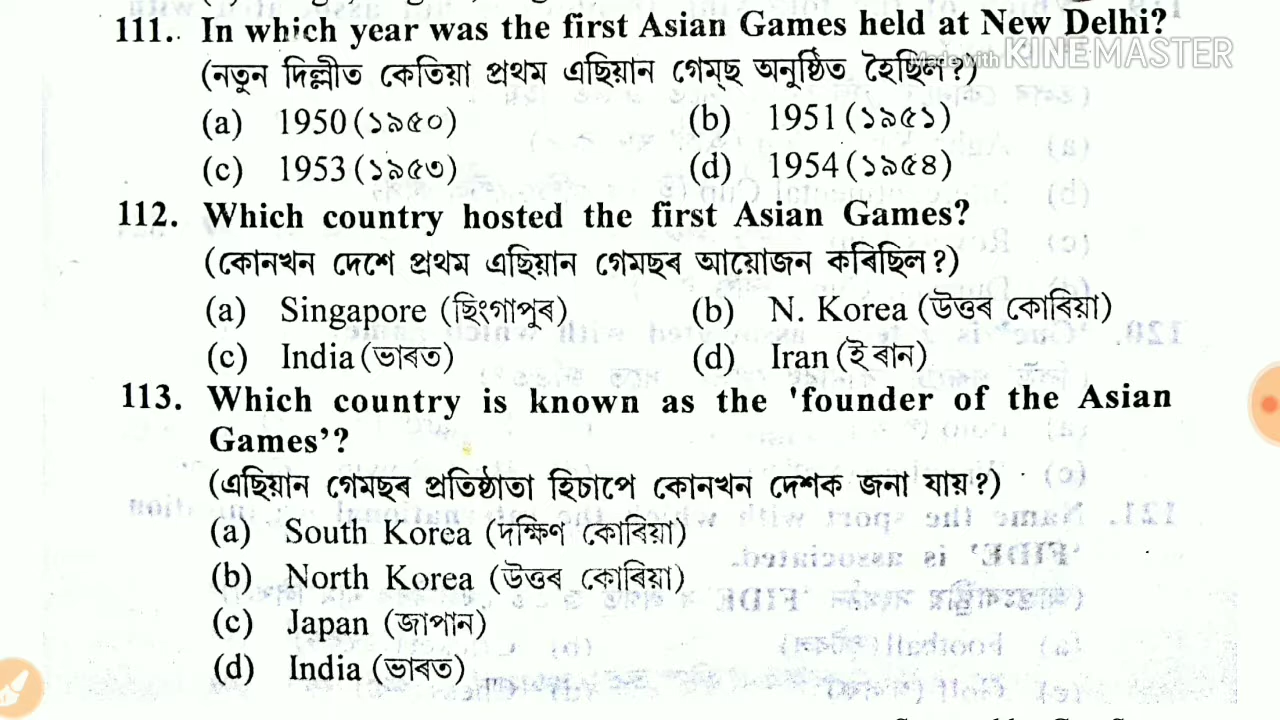 111. In which year was the first Asian Games held at New Delhi?
Made with KINEMASTER
(নতুন দিল্লীত কেতিয়া প্ৰথম এছিয়ান গেম্‌ছ অনুষ্ঠিত হৈছিল?)
(a) 1950 (১৯৫০) (b) 1951 (১৯৫১)
(c) 1953 (১৯৫৩) (d) 1954 (১৯৫৪)
112. Which country hosted the first Asian Games?
(কোনখন দেশে প্ৰথম এছিয়ান গেমছৰ আয়োজন কৰিছিল?)
(a) Singapore (ছিংগাপুৰ) (b) N. Korea (উত্তৰ কোৰিয়া)
(c) India (ভাৰত) (d) Iran (ই ৰান)
113. Which country is known as the 'founder of the Asian
Games’?
(এছিয়ান গেমছৰ প্ৰতিষ্ঠাতা হিচাপে কোনখন দেশক জনা যায়?)
(a) South Korea (দক্ষিণ কোৰিয়া)
(b) North Korea (উত্তৰ কোৰিয়া)
(c) Japan (জাপান)
(d) India (ভাৰত)